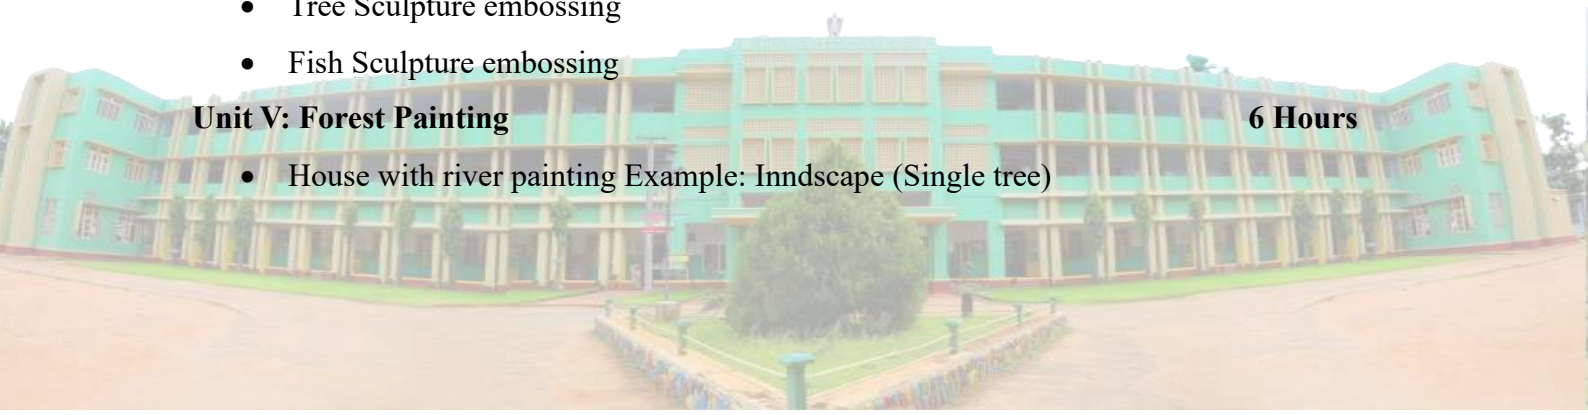 • Tree Sculpture embossing
• Fish Sculpture embossing
Unit V: Forest Painting 6 Hours
• House with river painting Example: Inndscape (Single tree)